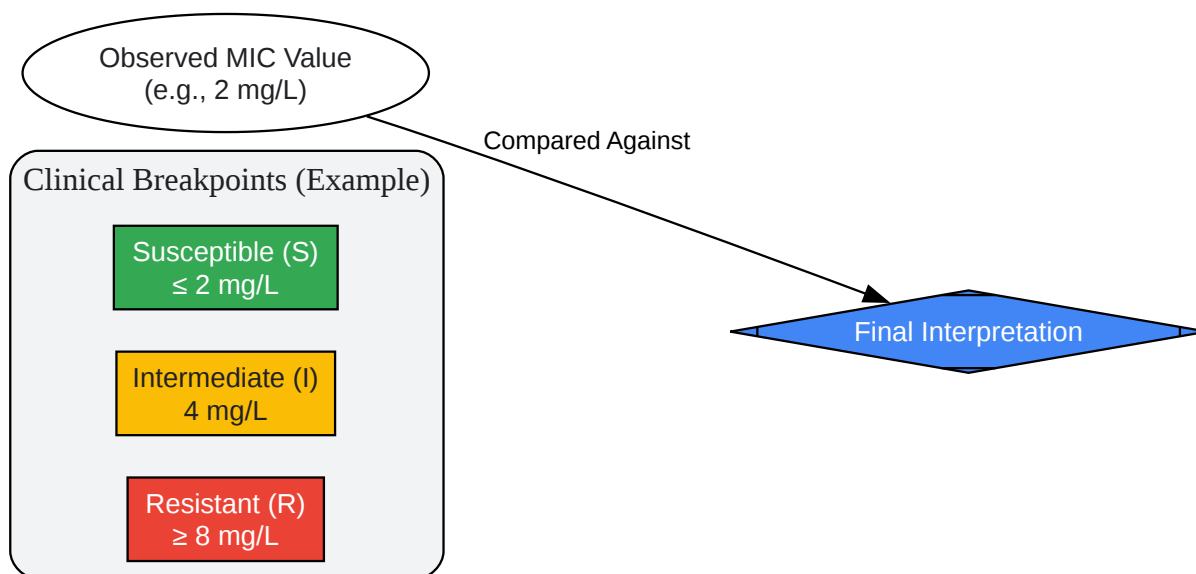 Observed MIC Value
(e.g., 2 mg/L)
Compared Against
Clinical Breakpoints (Example)
Susceptible (S)
≤ 2 mg/L
Final Interpretation
Intermediate (I)
4 mg/L
Resistant (R)
≥ 8 mg/L